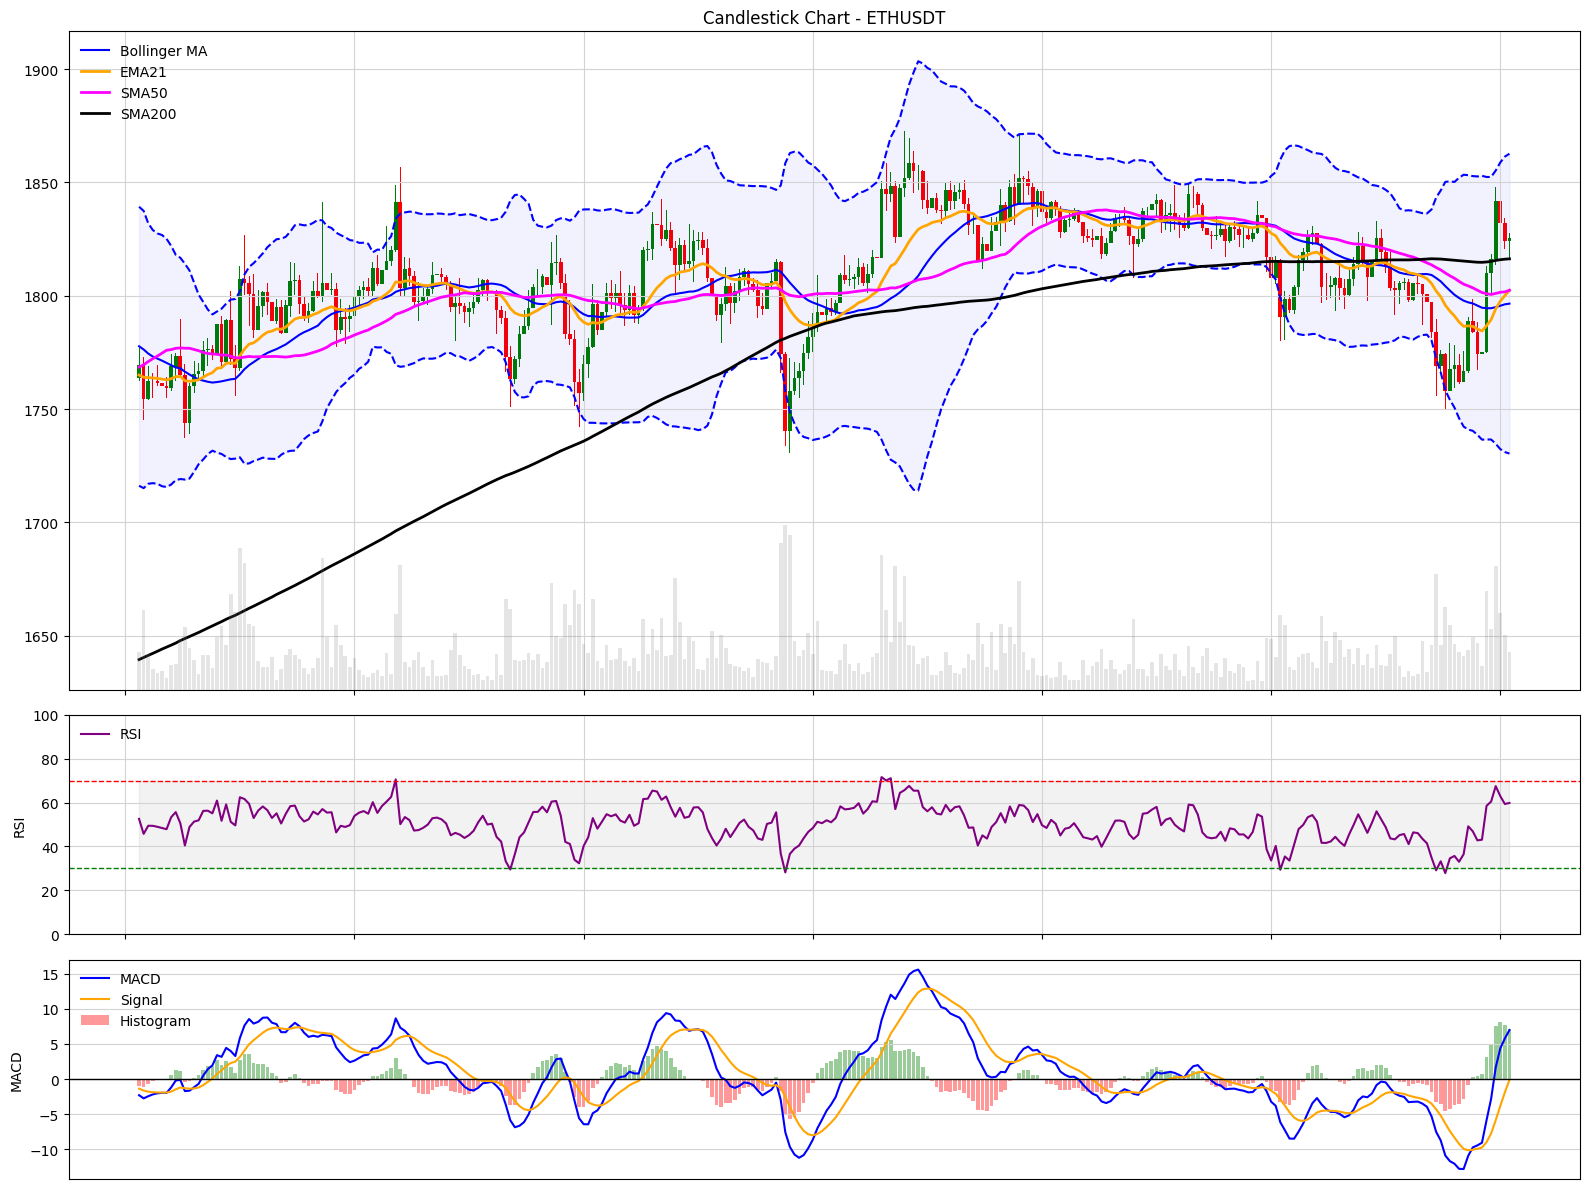 Candlestick Chart - ETHUSDT
Bollinger MA
EMA21
SMA50
SMA200
1900
1850
1800
1750
1700
1650
RSI
100
80
60
40
20
0
RSI
MACD
Signal
Histogram
15
10
5
0
−5
−10
MACD